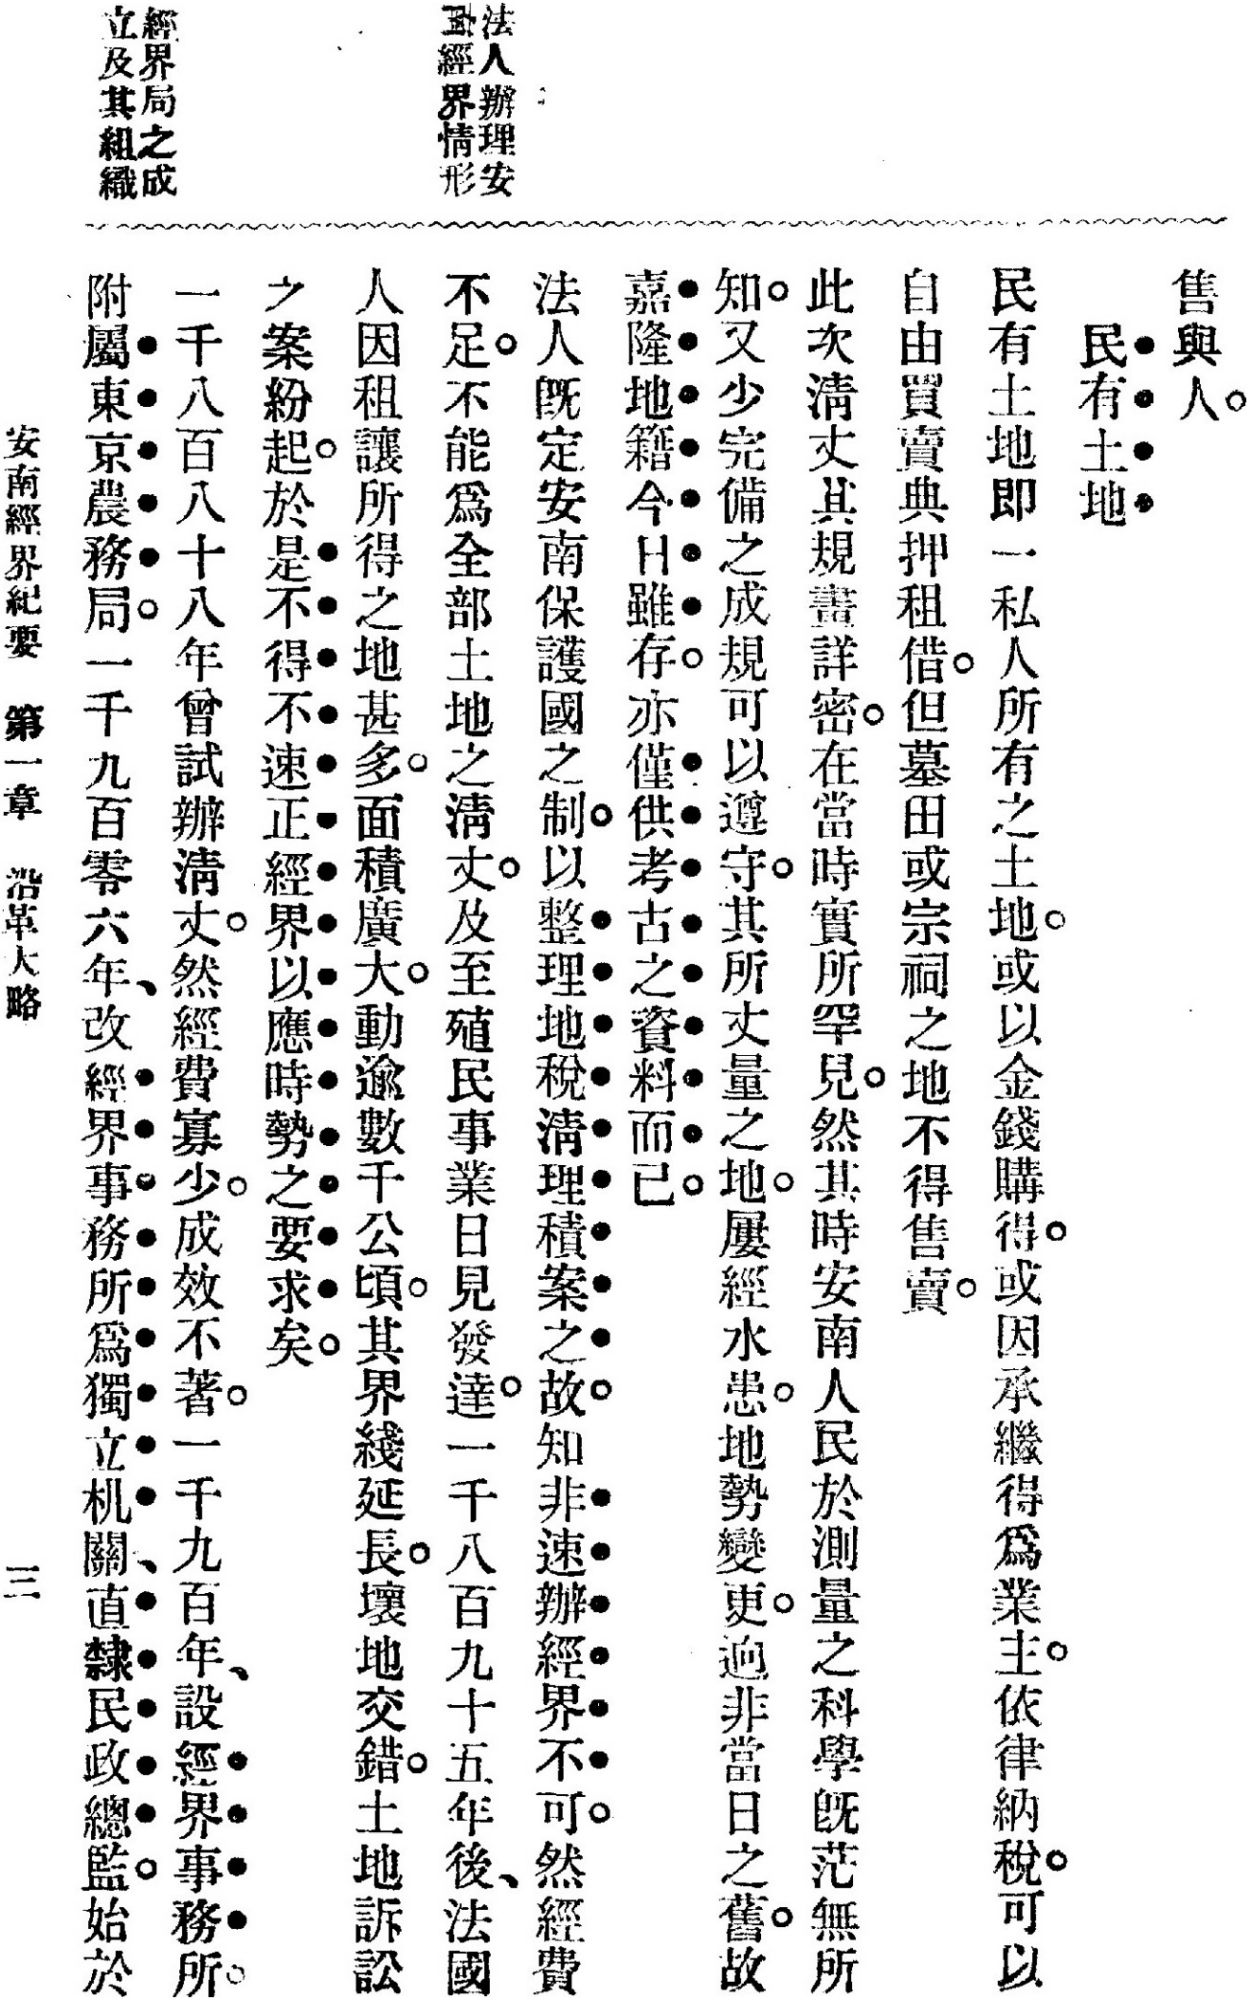 售與人。
民有土地
民有土地即一私人所有之土地。或以金錢購得。或因承繼得爲業主。依律納稅。可以
自由買賣典押租借。但墓田或宗祠之地不得售賣。
此次淸丈其規畫詳密。在當時實所罕見。然其時安南人民於測量之科學旣茫無所
知。又少完備之成規可以遵守。其所丈量之地。屢經水患。地勢變更。迥非當日之舊。故
嘉隆地籍今日雖存。亦僅供考古之資料而已。
法人辦理安
南經界情形
法人旣定安南保護國之制。以整理地稅淸理積案之故。知非速辦經界不可。然經費
不足。不能爲全部土地之淸丈。及至殖民事業日見發達。一千八百九十五年後、法國
人因租讓所得之地甚多。面積廣大。動逾數千公頃。其界綫延長。壤地交錯。土地訴訟
之案紛起。於是不得不速正經界以應時勢之要求矣。
經界局之成
立及其組織
一千八百八十八年曾試辦淸丈。然經費寡少。成效不著。一千九百年、設經界事務所。
附屬東京農務局。一千九百零六年、改經界事務所爲獨立机關、直隸民政總監。始於
安南經界紀要 第一章 沿革大略
三